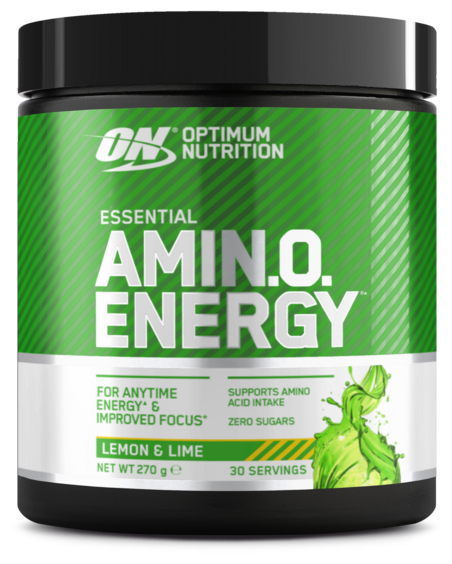 ON® OPTIMUM
NUTRITION
ESSENTIAL
AMIN.O.
ENERGY
FOR ANYTIME
ENERGY^ &
IMPROVED FOCUS*
SUPPORTS AMINO
ACID INTAKE
ZERO SUGARS
LEMON & LIME
NET WT 270 g ℮
30 SERVINGS